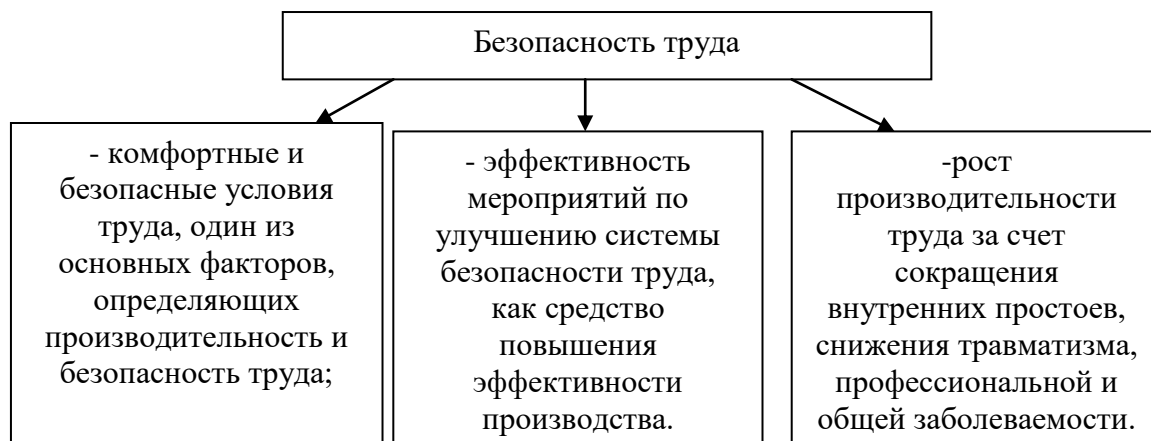 Безопасность труда
- комфортные и
безопасные условия
труда, один из
основных факторов,
определяющих
производительность и
безопасность труда;
- эффективность
мероприятий по
улучшению системы
безопасности труда,
как средство
повышения
эффективности
производства.
-рост
производительности
труда за счет
сокращения
внутренних простоев,
снижения травматизма,
профессиональной и
общей заболеваемости.